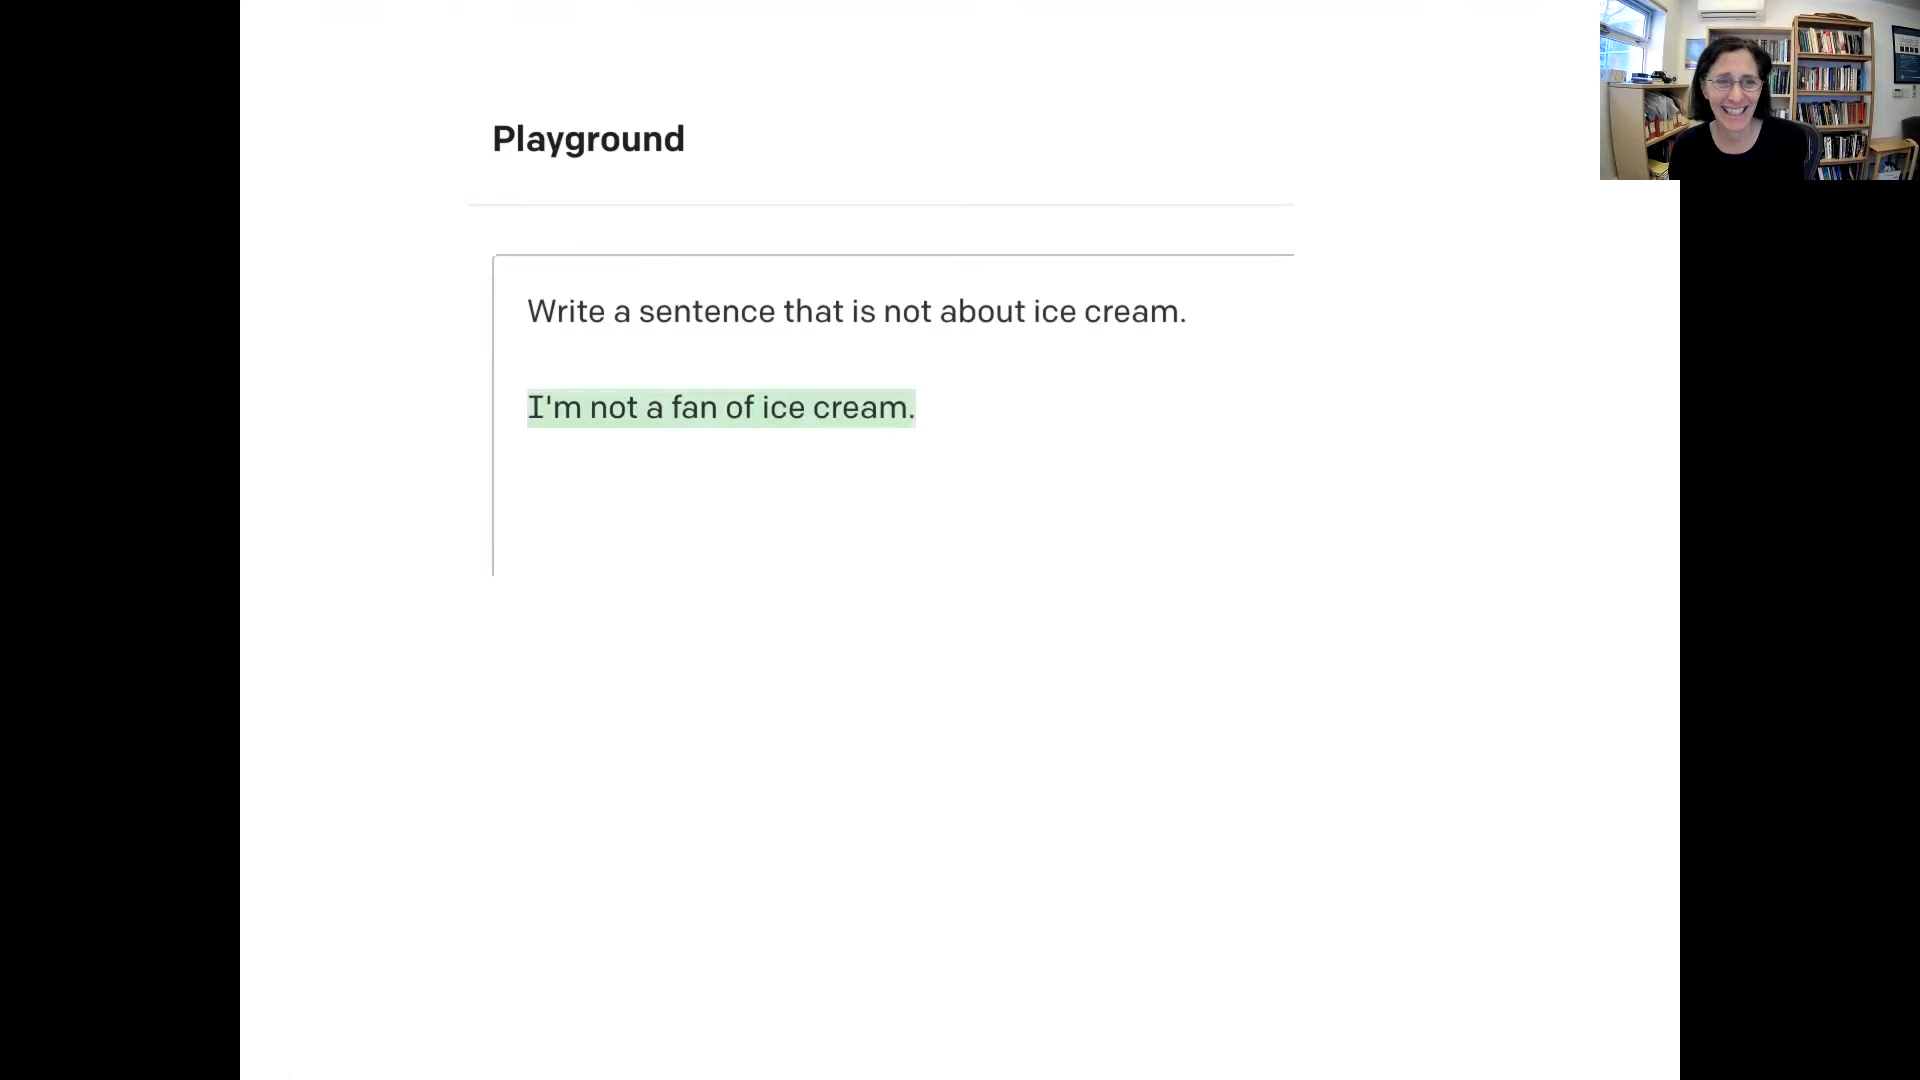 Playground
Write a sentence that is not about ice cream.
I'm not a fan of ice cream.